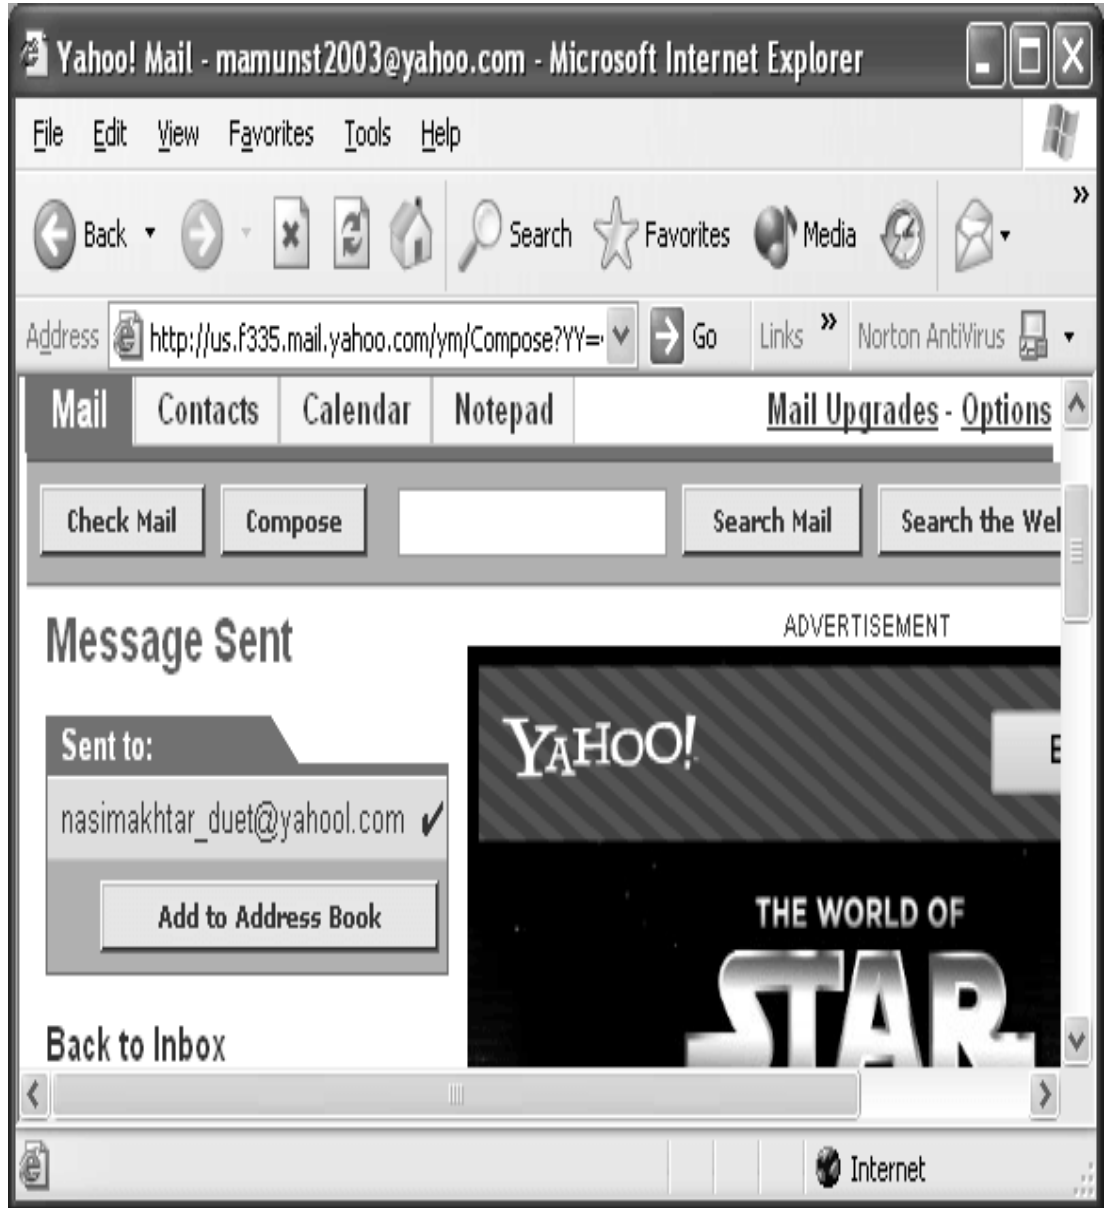 Yahoo! Mail - mamunst2003@yahoo.com - Microsoft Internet Explorer
File Edit View Favorites Tools Help
Back Search Favorites Media »
Address http://us.f335.mail.yahoo.com/ym/Compose?YY= Go Links » Norton AntiVirus
Mail Contacts Calendar Notepad Mail Upgrades - Options
Check Mail Compose Search Mail Search the Wel
Message Sent
ADVERTISEMENT
Sent to:
YAHOO! E
nasimakhtar_duet@yahool.com ✔
Add to Address Book
THE WORLD OF
STAR
Back to Inbox
Internet